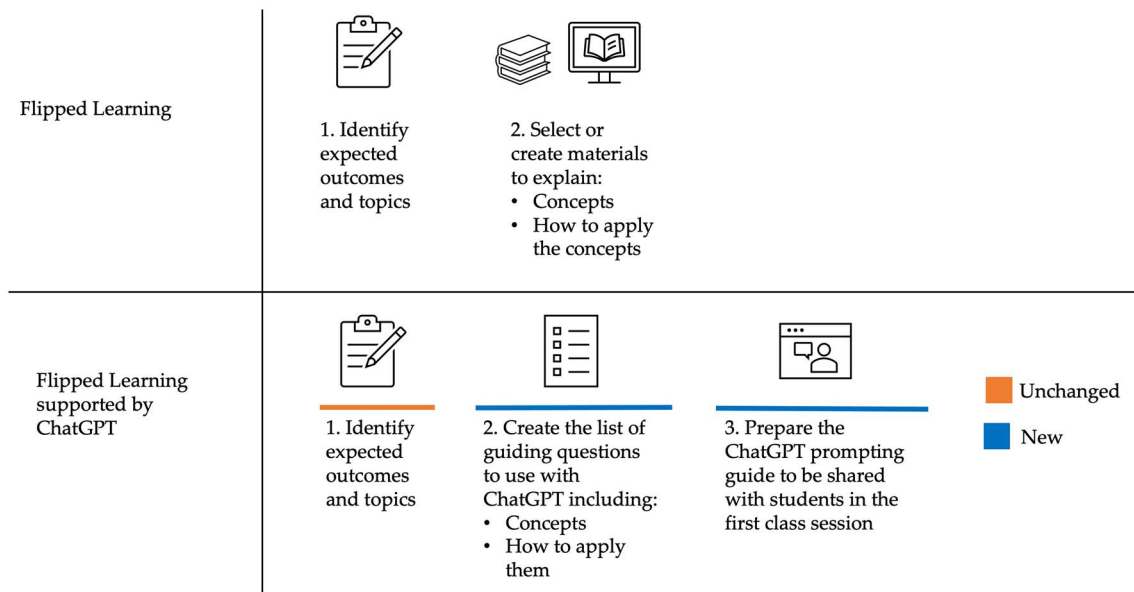 Flipped Learning
1. Identify
expected
outcomes
and topics
2. Select or
create materials
to explain:
• Concepts
• How to apply
the concepts
Flipped Learning
supported by
ChatGPT
1. Identify
expected
outcomes
and topics
2. Create the list of
guiding questions
to use with
ChatGPT including:
• Concepts
• How to apply
them
3. Prepare the
ChatGPT prompting
guide to be shared
with students in the
first class session
Unchanged
New